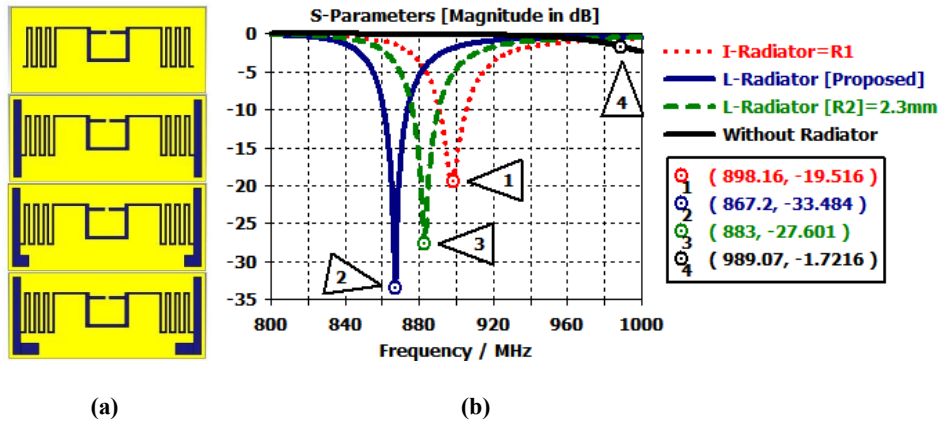 S-Parameters [Magnitude in dB]
0
-5
-10
-15
-20
-25
-30
-35
800
840
880
920
960
1000
Frequency / MHz
1
2
3
4
I-Radiator=R1
L-Radiator [Proposed]
L-Radiator [R2]=2.3mm
Without Radiator
1 ( 898.16, -19.516 )
2 ( 867.2, -33.484 )
3 ( 883, -27.601 )
4 ( 989.07, -1.7216 )
(a)
(b)